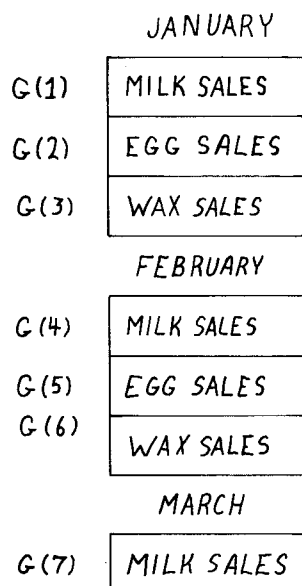 JANUARY
G(1) MILK SALES
G(2) EGG SALES
G(3) WAX SALES
FEBRUARY
G(4) MILK SALES
G(5) EGG SALES
G(6) WAX SALES
MARCH
G(7) MILK SALES